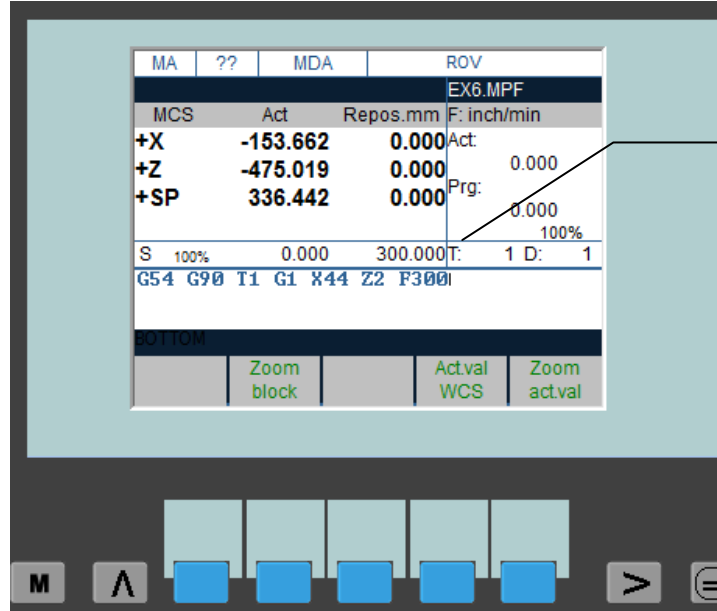 MA ?? MDA ROV
EX6.MPF
MCS Act Repos.mm F: inch/min
+X -153.662 0.000 Act:
0.000
+Z -475.019 0.000
Prg:
+SP 336.442 0.000
0.000
100%
S 100% 0.000 300.000 T: 1 D: 1
G54 G90 T1 G1 X44 Z2 F300
BOTTOM
Zoom block Act.val WCS Zoom act.val
M Λ > =